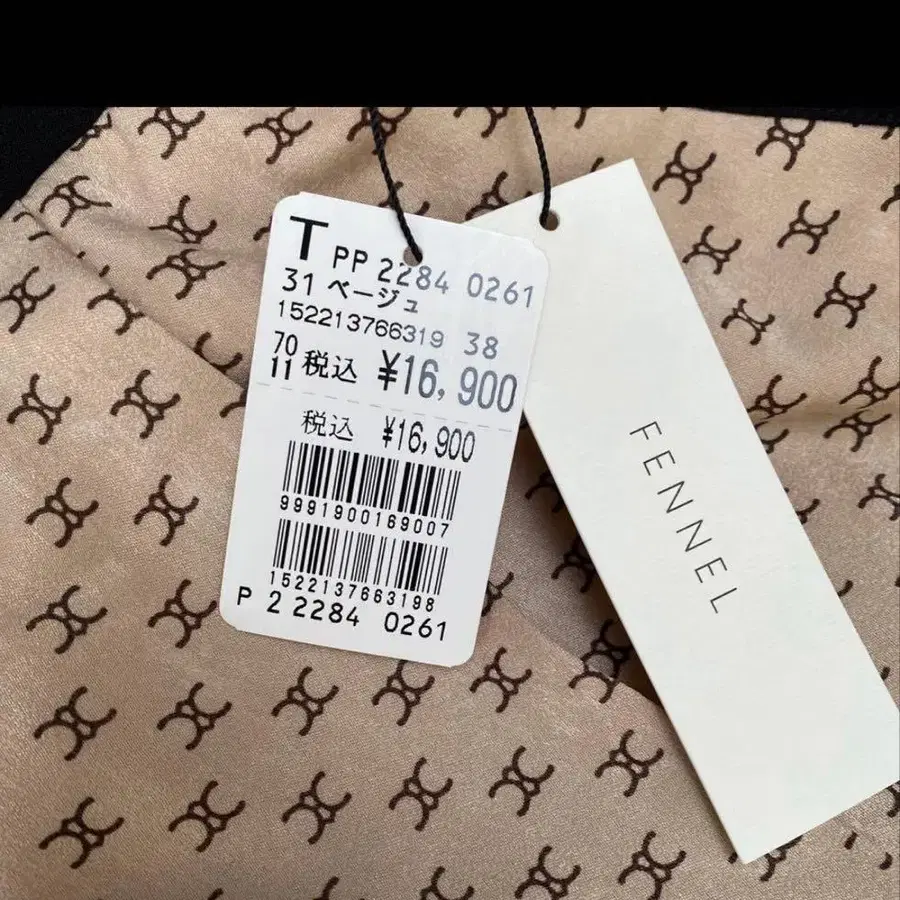 T PP 2284 0261
31 ベージュ
152213766319 38
70
11 税込 ¥16,900
税込 ¥16,900
9991900169007
1522137663198
P 2 2284 0261
FENNEL